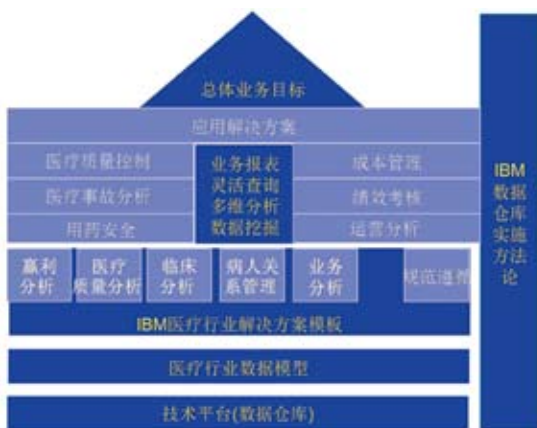 总体业务目标
应用解决方案
医疗质量控制
医疗事故分析
用药安全
业务报表
灵活查询
多维分析
数据挖掘
成本管理
绩效考核
运营分析
赢利
分析
医疗
质量分析
临床
分析
病人关
系管理
业务
分析
规范遵循
IBM医疗行业解决方案模板
医疗行业数据模型
技术平台(数据仓库)
IBM
数
据
仓
库
实
施
方
法
论